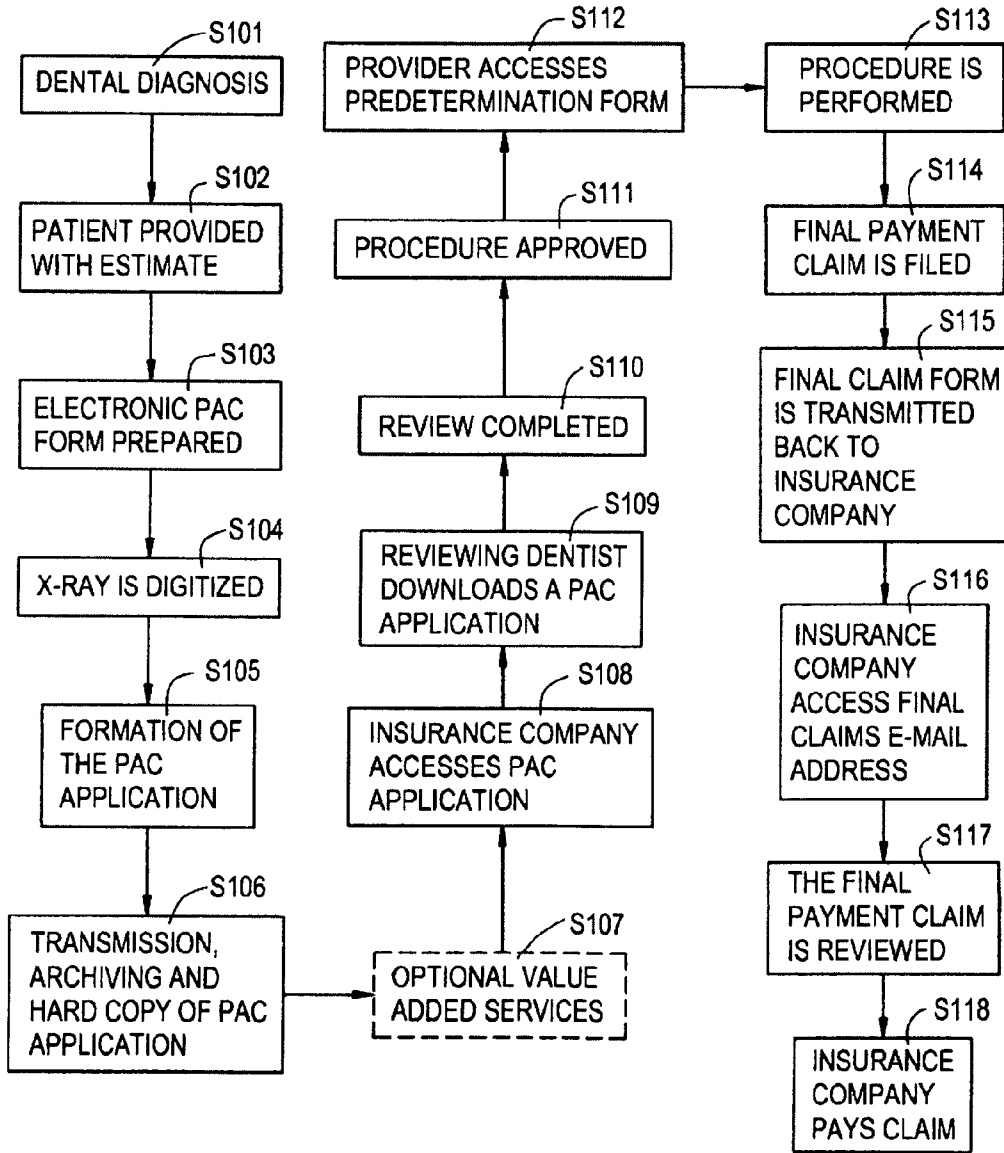 S101
DENTAL DIAGNOSIS
S102
PATIENT PROVIDED
WITH ESTIMATE
S103
ELECTRONIC PAC
FORM PREPARED
S104
X-RAY IS DIGITIZED
S105
FORMATION OF
THE PAC
APPLICATION
S106
TRANSMISSION,
ARCHIVING AND
HARD COPY OF PAC
APPLICATION
S107
OPTIONAL VALUE
ADDED SERVICES
S108
INSURANCE COMPANY
ACCESSES PAC
APPLICATION
S109
REVIEWING DENTIST
DOWNLOADS A PAC
APPLICATION
S110
REVIEW COMPLETED
S111
PROCEDURE APPROVED
S112
PROVIDER ACCESSES
PREDETERMINATION FORM
S113
PROCEDURE IS
PERFORMED
S114
FINAL PAYMENT
CLAIM IS FILED
S115
FINAL CLAIM FORM
IS TRANSMITTED
BACK TO
INSURANCE
COMPANY
S116
INSURANCE
COMPANY
ACCESS FINAL
CLAIMS E-MAIL
ADDRESS
S117
THE FINAL
PAYMENT CLAIM
IS REVIEWED
S118
INSURANCE
COMPANY
PAYS CLAIM